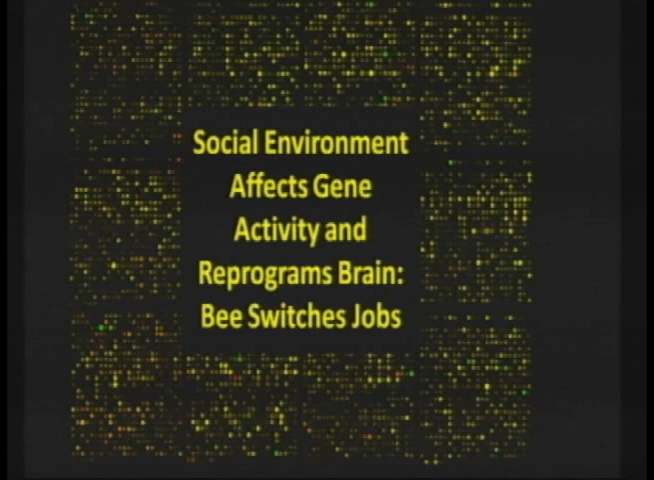 Social Environment
Affects Gene
Activity and
Reprograms Brain:
Bee Switches Jobs